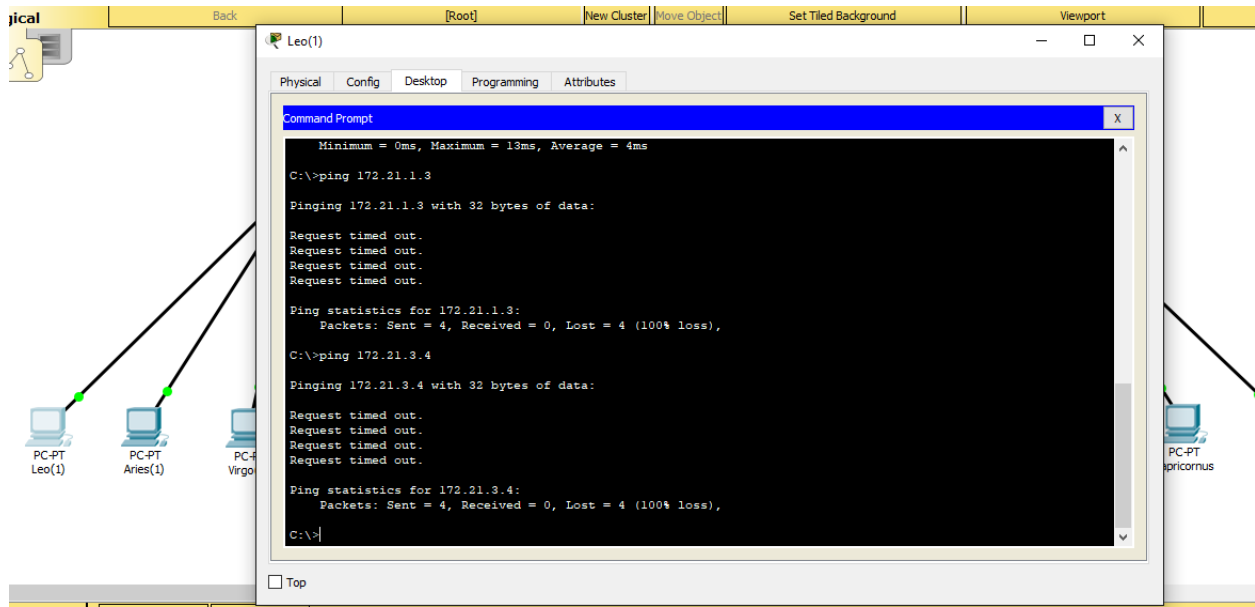 gical Back [Root] New Cluster Move Object Set Tiled Background Viewport
Leo(1)
Physical Config Desktop Programming Attributes
Command Prompt X
Minimum = 0ms, Maximum = 13ms, Average = 4ms
C:\>ping 172.21.1.3
Pinging 172.21.1.3 with 32 bytes of data:
Request timed out.
Request timed out.
Request timed out.
Request timed out.
Ping statistics for 172.21.1.3:
Packets: Sent = 4, Received = 0, Lost = 4 (100% loss),
C:\>ping 172.21.3.4
Pinging 172.21.3.4 with 32 bytes of data:
Request timed out.
Request timed out.
Request timed out.
Request timed out.
Ping statistics for 172.21.3.4:
Packets: Sent = 4, Received = 0, Lost = 4 (100% loss),
C:\>
Top
PC-PT
Leo(1)
PC-PT
Aries(1)
PC-P
Virgo
PC-PT
apricornus